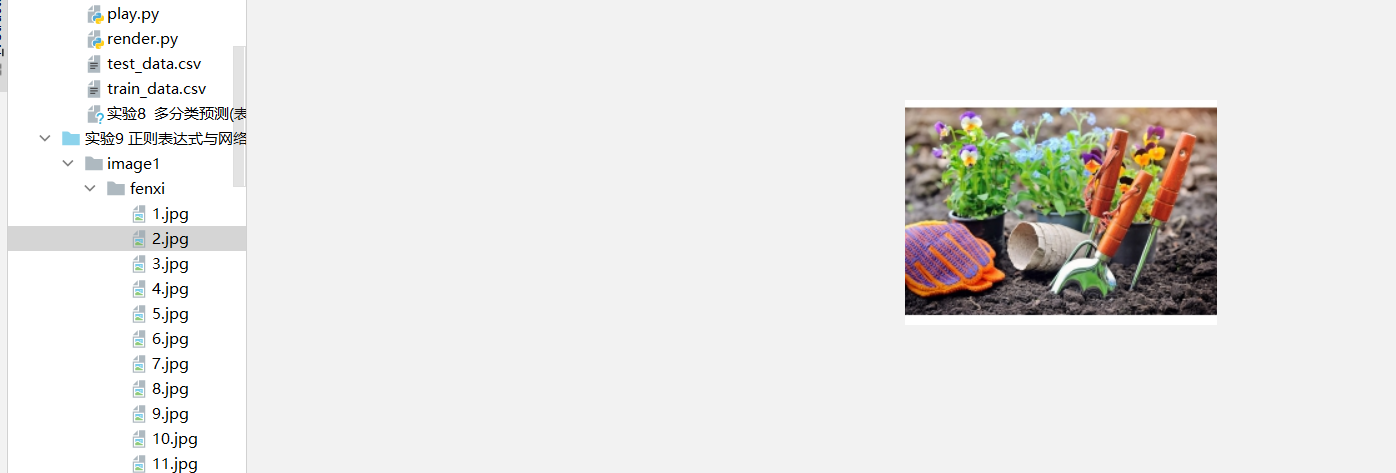 play.py
render.py
test_data.csv
train_data.csv
实验8 多分类预测(表
实验9 正则表达式与网络
image1
fenxi
1.jpg
2.jpg
3.jpg
4.jpg
5.jpg
6.jpg
7.jpg
8.jpg
9.jpg
10.jpg
11.jpg